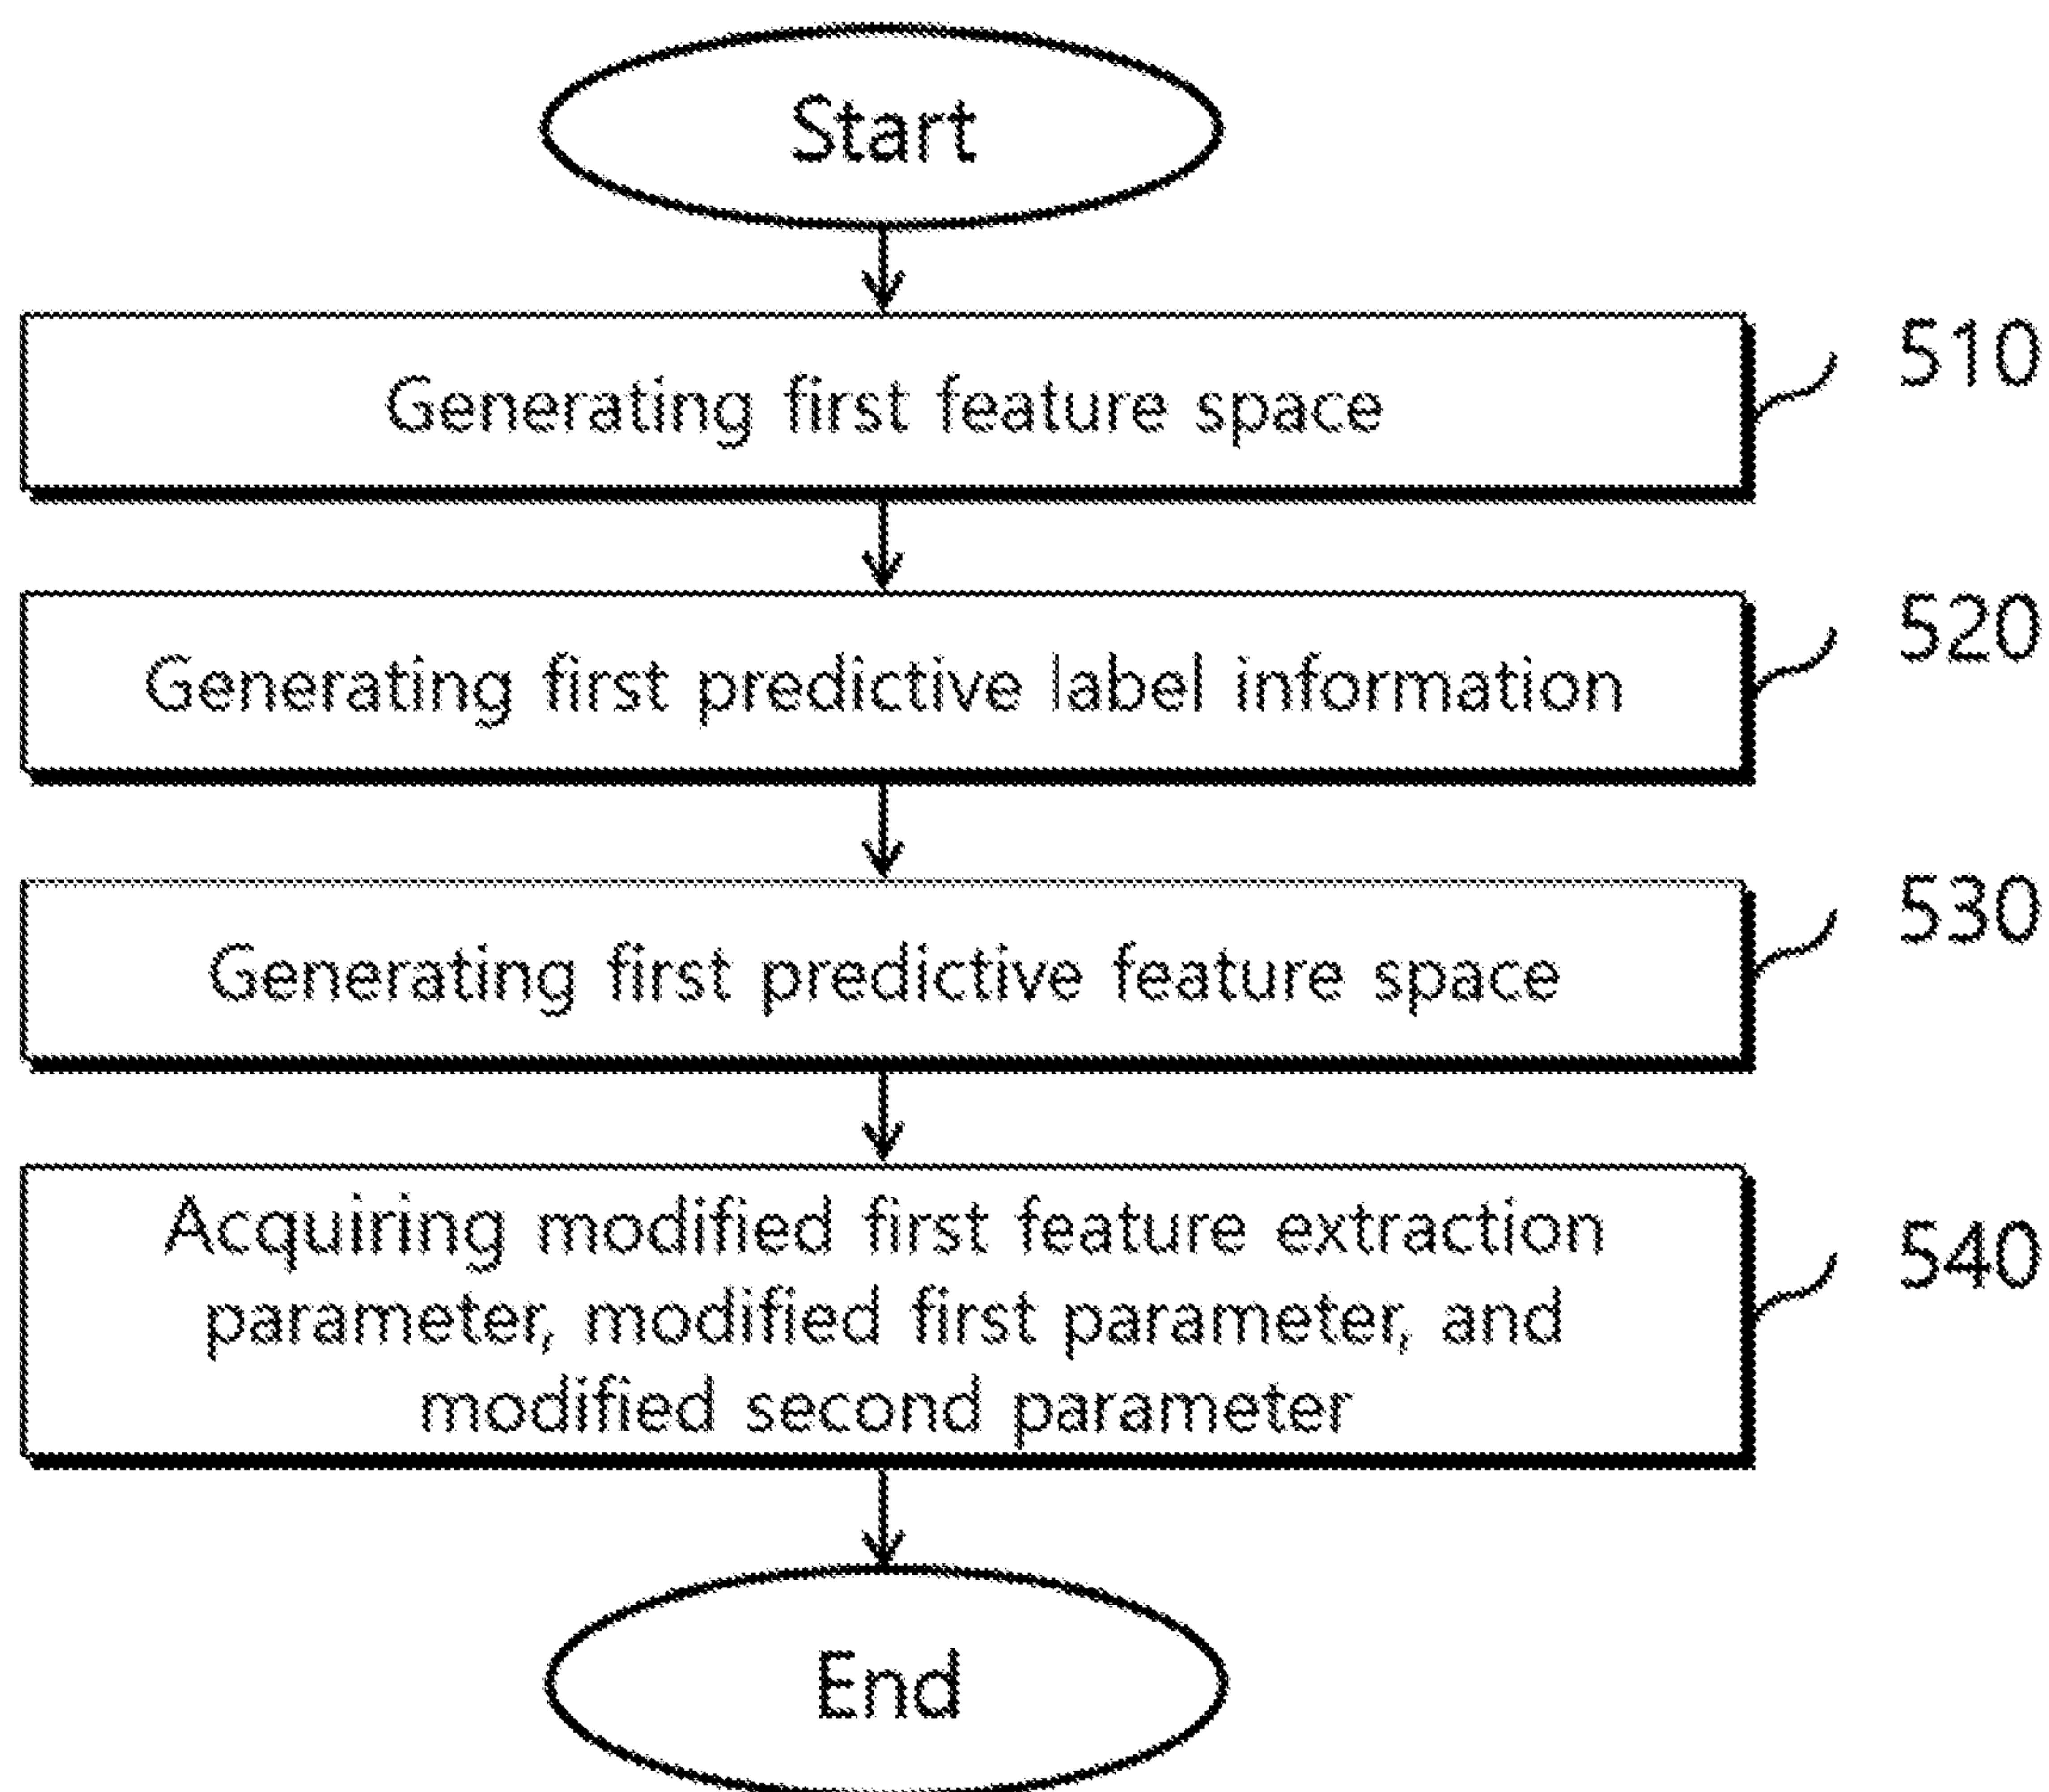 Start
Generating first feature space
510
Generating first predictive label information
520
Generating first predictive feature space
530
Acquiring modified first feature extraction
parameter, modified first parameter, and
modified second parameter
540
End